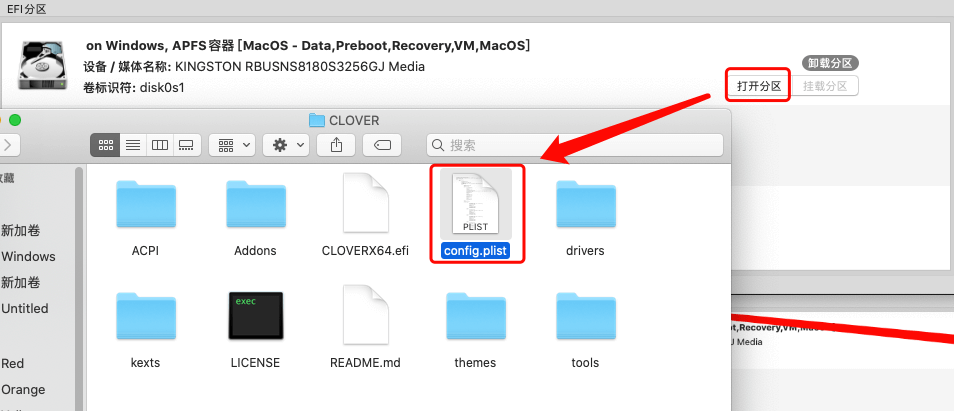 EFI分区
on Windows, APFS容器 [MacOS - Data,Preboot,Recovery,VM,MacOS]
设备 / 媒体名称: KINGSTON RBUSNS8180S3256GJ Media
卷标识符: disk0s1
卸载分区
打开分区
挂载分区
CLOVER
搜索
收藏
新加卷
Windows
新加卷
Untitled
Red
Orange
ACPI
Addons
CLOVERX64.efi
PLIST
config.plist
drivers
exec
kexts
LICENSE
README.md
themes
tools
ot,Recovery,VM,MacOS]
GJ Media